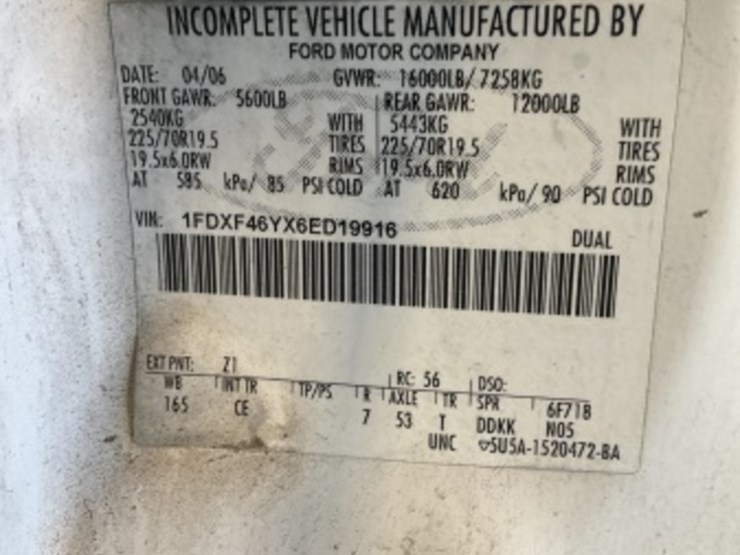 INCOMPLETE VEHICLE MANUFACTURED BY
FORD MOTOR COMPANY
DATE: 04/06 GVWR: 16000LB/ 7258KG
FRONT GAWR: 5600LB REAR GAWR: 12000LB
2540KG WITH 5443KG WITH
225/70R19.5 TIRES 225/70R19.5 TIRES
19.5x6.0RW RIMS 19.5x6.0RW RIMS
AT 585 kPa/ 85 PSI COLD AT 620 kPa/ 90 PSI COLD
VIN: 1FDXF46YX6ED19916 DUAL
EXT PNT: Z1 RC: 56 DSO:
WB INT TR TP/PS R AXLE TR SPR 6F71B
165 CE 7 53 T DDKK N05
UNC ▽5U5A-1520472-BA